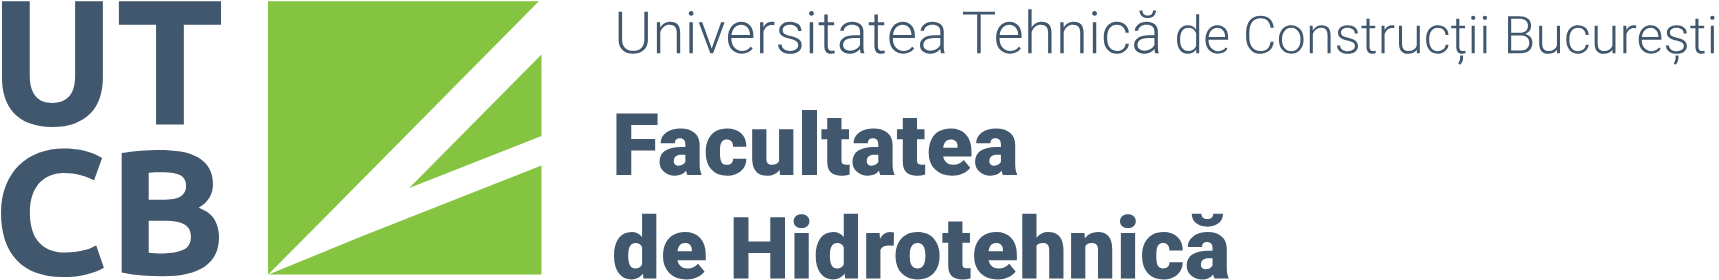 UT
CB
Universitatea Tehnică de Construcții București
Facultatea
de Hidrotehnică